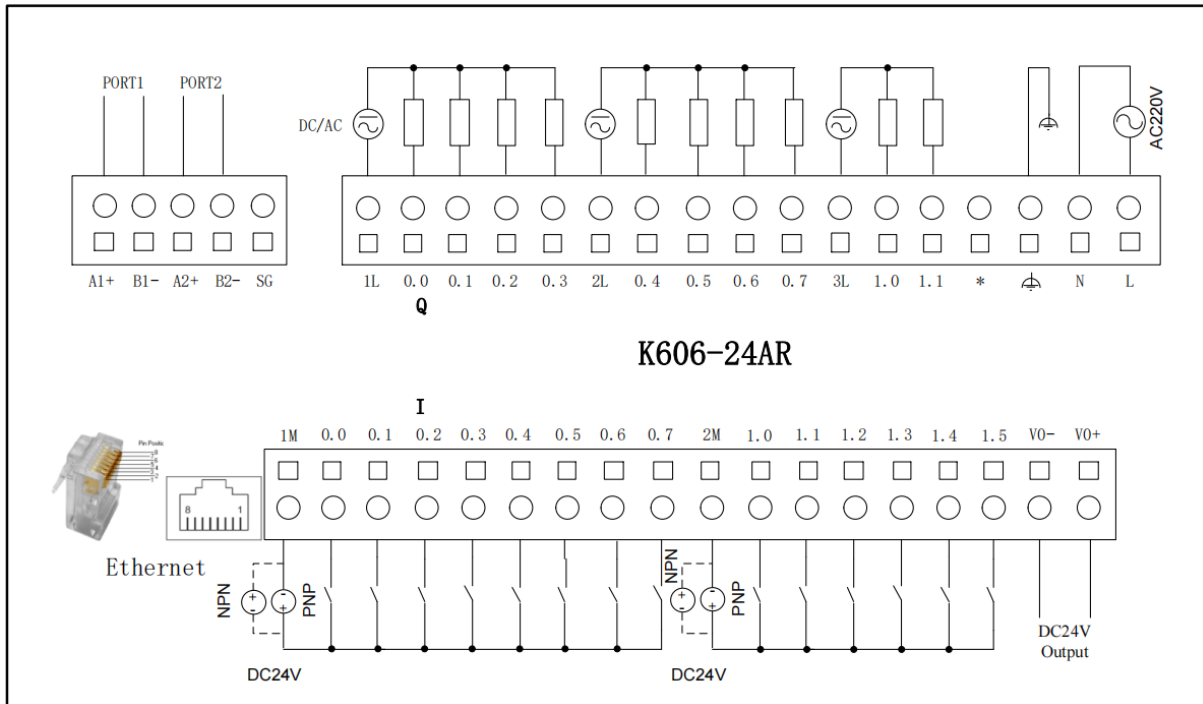 PORT1 PORT2
DC/AC
AC220V
A1+ B1- A2+ B2- SG
1L 0.0 0.1 0.2 0.3 2L 0.4 0.5 0.6 0.7 3L 1.0 1.1 * N L
Q
K606-24AR
I
1M 0.0 0.1 0.2 0.3 0.4 0.5 0.6 0.7 2M 1.0 1.1 1.2 1.3 1.4 1.5 VO- VO+
Pin Positi
8 1
Ethernet
NPN PNP
NPN PNP
DC24V
DC24V
DC24V
Output